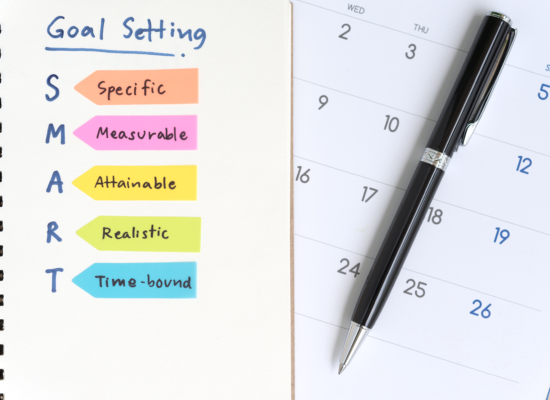 Goal Setting
S Specific
M Measurable
A Attainable
R Realistic
T Time-bound
WED THU
2 3 5
9 10 12
16 17 18 19
24 25 26